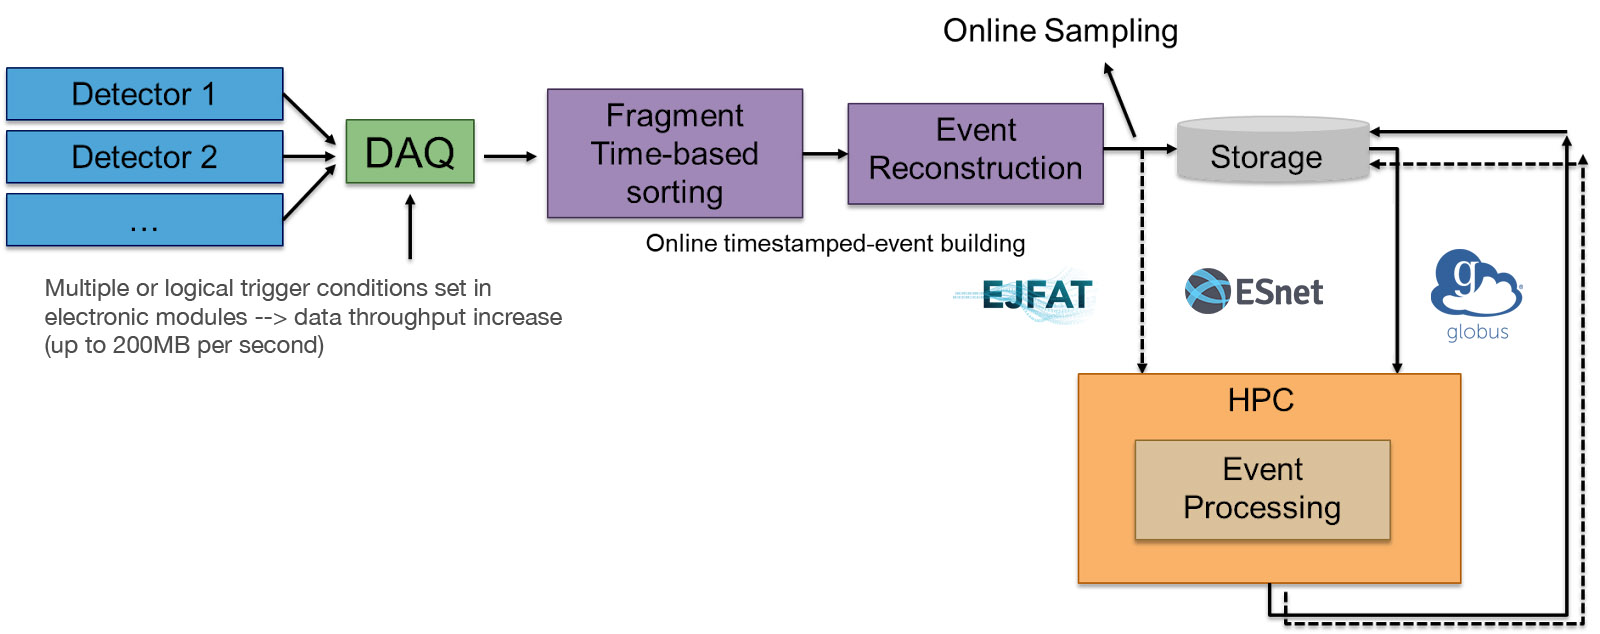 Online Sampling
Detector 1
Detector 2
...
DAQ
Fragment
Time-based
sorting
Event
Reconstruction
Storage
Online timestamped-event building
Multiple or logical trigger conditions set in
electronic modules --> data throughput increase
(up to 200MB per second)
EJFAT
ESnet
g
globus
HPC
Event
Processing